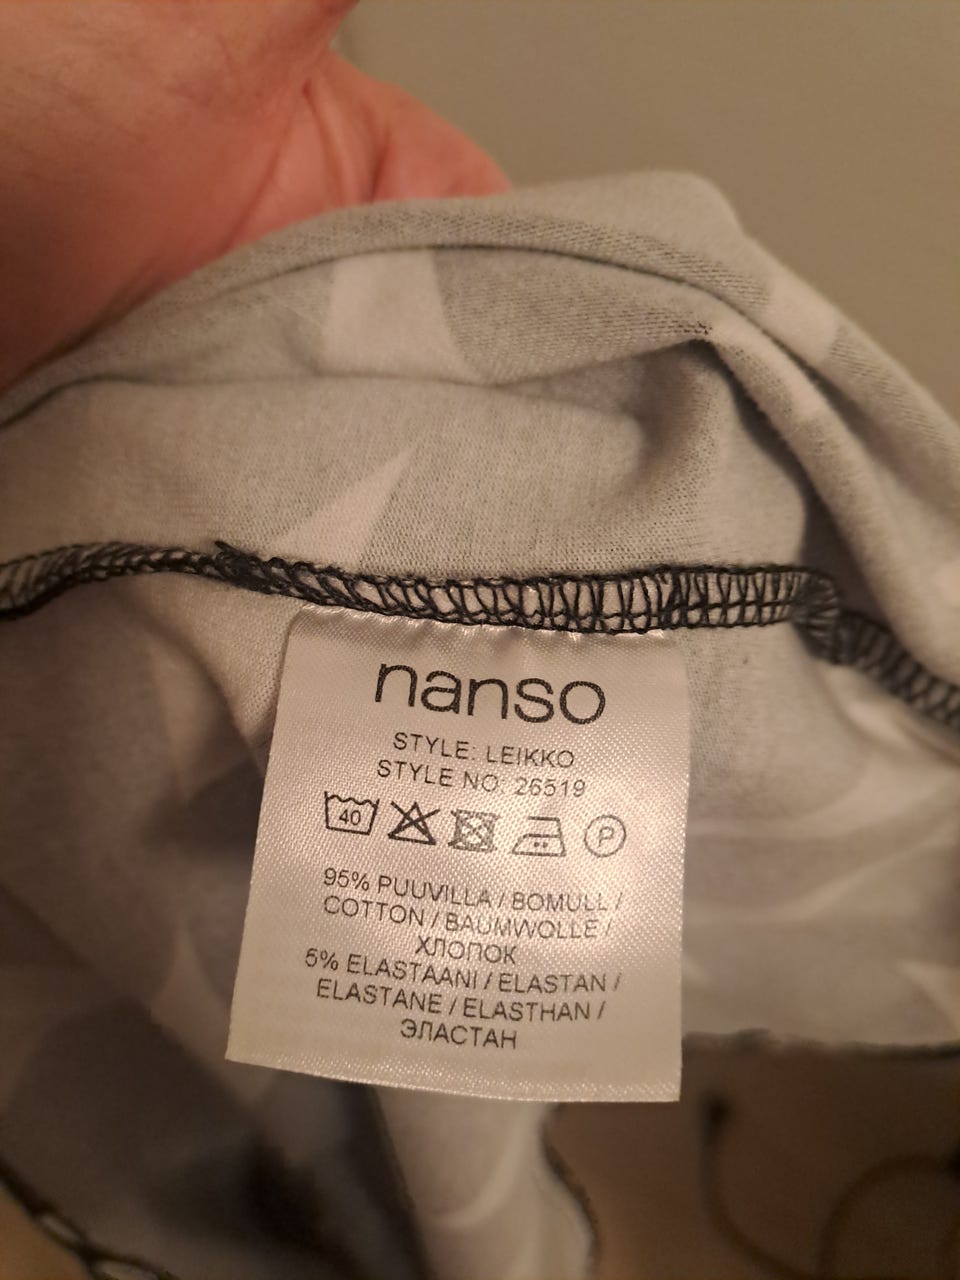 nanso
STYLE: LEIKKO
STYLE NO: 26519
40 P
95% PUUVILLA / BOMULL /
COTTON / BAUMWOLLE /
ХЛОПОК
5% ELASTAANI / ELASTAN /
ELASTANE / ELASTHAN /
ЭЛАСТАН